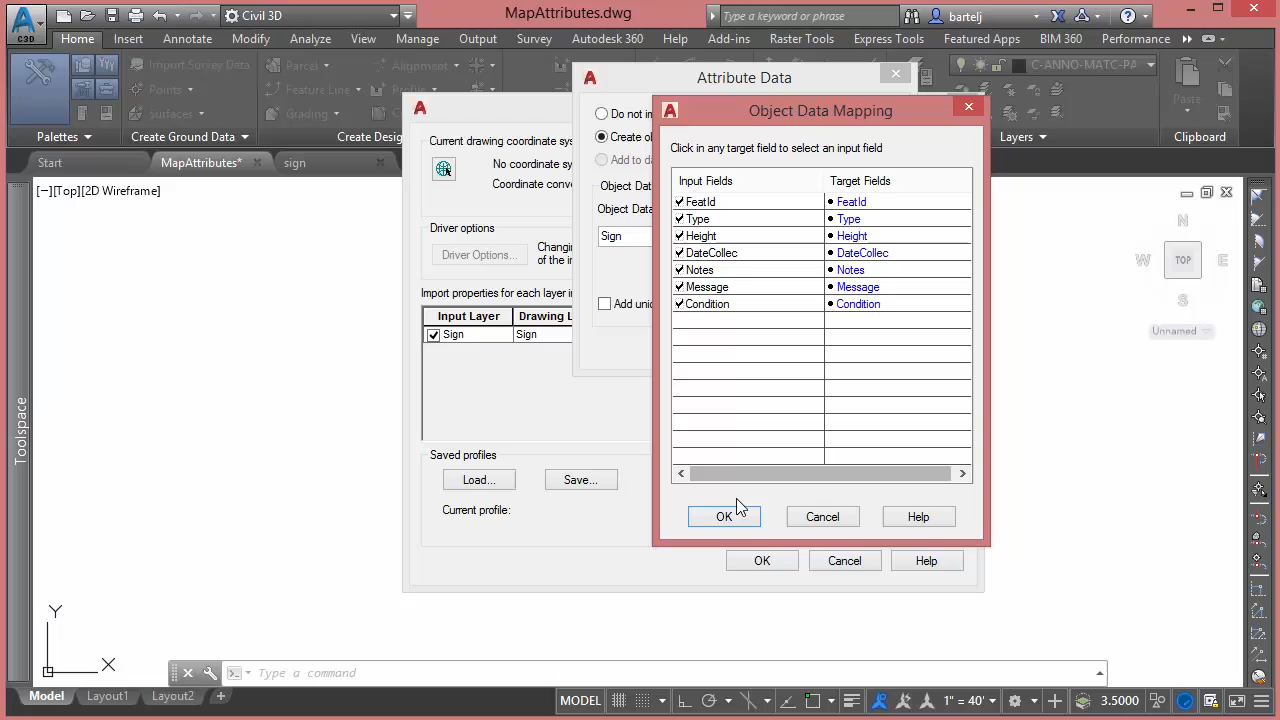 Civil 3D
MapAttributes.dwg
Type a keyword or phrase
bartelj
C3D
Home
Insert
Annotate
Modify
Analyze
View
Manage
Output
Survey
Autodesk 360
Help
Add-ins
Raster Tools
Express Tools
Featured Apps
BIM 360
Performance
Import Survey Data
Points
Surfaces
Parcel
Feature Line
Grading
Alignment
Profile
C-ANNO-MATC-PA
Paste
Palettes
Create Ground Data
Create Design
Layers
Clipboard
Start
MapAttributes*
sign
[−][Top][2D Wireframe]
Toolspace
Current drawing coordinate sys
No coordinate sy
Coordinate conve
Driver options
Driver Options...
Changin
of the in
Import properties for each layer in
Input Layer
Drawing L
Sign
Sign
Saved profiles
Load...
Save...
Current profile:
OK
Cancel
Help
Attribute Data
Do not im
Create ob
Add to da
Object Dat
Object Data
Sign
Add uniq
Object Data Mapping
Click in any target field to select an input field
Input Fields Target Fields
FeatId FeatId
Type Type
Height Height
DateCollec DateCollec
Notes Notes
Message Message
Condition Condition
OK
Cancel
Help
N
W TOP E
S
Unnamed
Y
X
Type a command
Model
Layout1
Layout2
MODEL
1" = 40'
3.5000